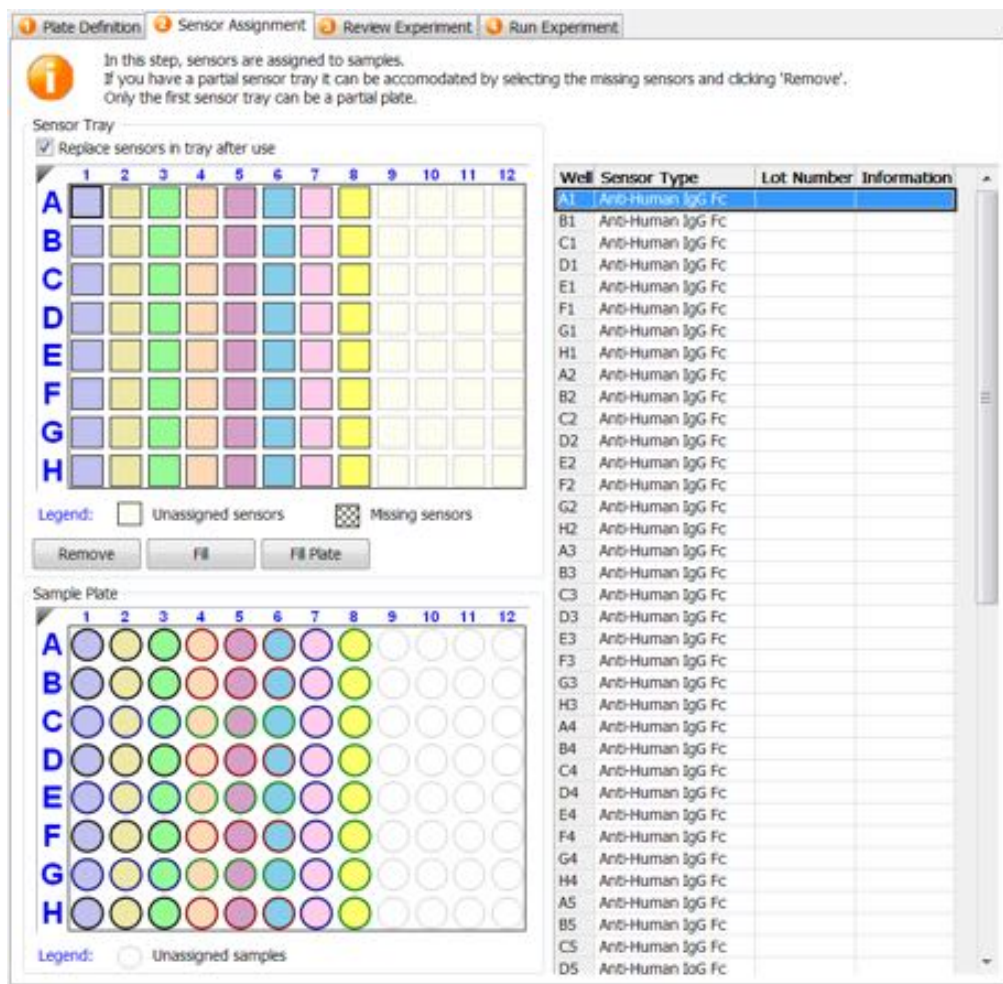 1 Plate Definition 2 Sensor Assignment 3 Review Experiment 4 Run Experiment
In this step, sensors are assigned to samples.
If you have a partial sensor tray it can be accomodated by selecting the missing sensors and clicking 'Remove'.
Only the first sensor tray can be a partial plate.
Sensor Tray
Replace sensors in tray after use
1 2 3 4 5 6 7 8 9 10 11 12
A
B
C
D
E
F
G
H
Legend: Unassigned sensors Missing sensors
Remove Fill Fill Plate
Sample Plate
1 2 3 4 5 6 7 8 9 10 11 12
A
B
C
D
E
F
G
H
Legend: Unassigned samples
Well Sensor Type Lot Number Information
A1 Anti-Human IgG Fc
B1 Anti-Human IgG Fc
C1 Anti-Human IgG Fc
D1 Anti-Human IgG Fc
E1 Anti-Human IgG Fc
F1 Anti-Human IgG Fc
G1 Anti-Human IgG Fc
H1 Anti-Human IgG Fc
A2 Anti-Human IgG Fc
B2 Anti-Human IgG Fc
C2 Anti-Human IgG Fc
D2 Anti-Human IgG Fc
E2 Anti-Human IgG Fc
F2 Anti-Human IgG Fc
G2 Anti-Human IgG Fc
H2 Anti-Human IgG Fc
A3 Anti-Human IgG Fc
B3 Anti-Human IgG Fc
C3 Anti-Human IgG Fc
D3 Anti-Human IgG Fc
E3 Anti-Human IgG Fc
F3 Anti-Human IgG Fc
G3 Anti-Human IgG Fc
H3 Anti-Human IgG Fc
A4 Anti-Human IgG Fc
B4 Anti-Human IgG Fc
C4 Anti-Human IgG Fc
D4 Anti-Human IgG Fc
E4 Anti-Human IgG Fc
F4 Anti-Human IgG Fc
G4 Anti-Human IgG Fc
H4 Anti-Human IgG Fc
A5 Anti-Human IgG Fc
B5 Anti-Human IgG Fc
C5 Anti-Human IgG Fc
D5 Anti-Human IgG Fc